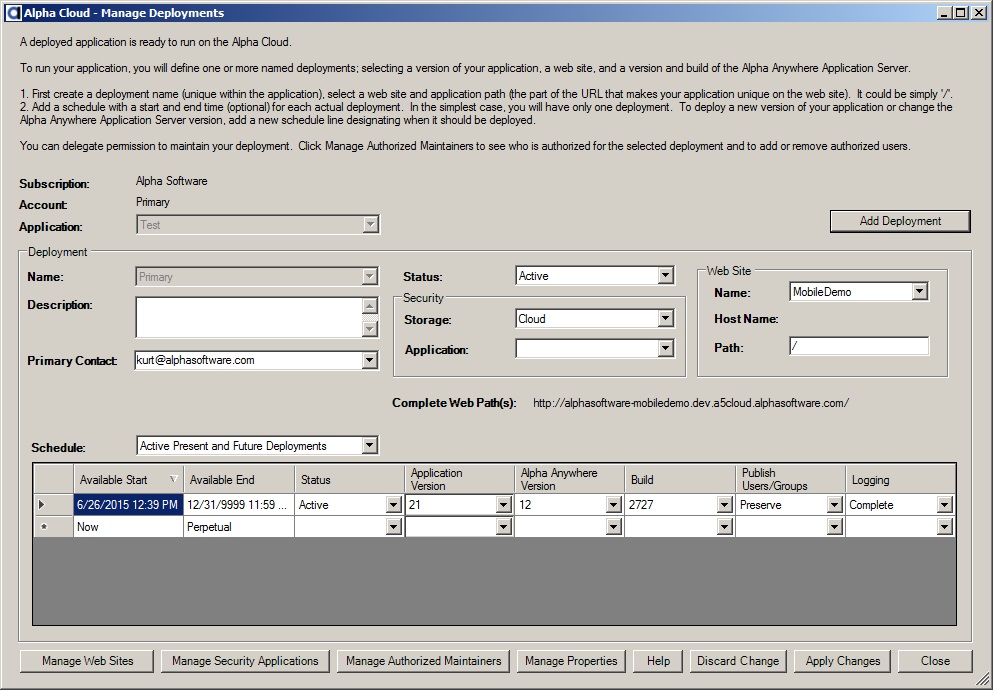 Alpha Cloud - Manage Deployments
A deployed application is ready to run on the Alpha Cloud.
To run your application, you will define one or more named deployments; selecting a version of your application, a web site, and a version and build of the Alpha Anywhere Application Server.
1. First create a deployment name (unique within the application), select a web site and application path (the part of the URL that makes your application unique on the web site). It could be simply '/'.
2. Add a schedule with a start and end time (optional) for each actual deployment. In the simplest case, you will have only one deployment. To deploy a new version of your application or change the
Alpha Anywhere Application Server version, add a new schedule line designating when it should be deployed.
You can delegate permission to maintain your deployment. Click Manage Authorized Maintainers to see who is authorized for the selected deployment and to add or remove authorized users.
Subscription: Alpha Software
Account: Primary
Application: Test
Add Deployment
Deployment
Name: Primary
Description:
Primary Contact: kurt@alphasoftware.com
Status: Active
Security
Storage: Cloud
Application:
Web Site
Name: MobileDemo
Host Name:
Path: /
Complete Web Path(s): http://alphasoftware-mobiledemo.dev.a5cloud.alphasoftware.com/
Schedule: Active Present and Future Deployments
Available Start Available End Status Application Version Alpha Anywhere Version Build Publish Users/Groups Logging
6/26/2015 12:39 PM 12/31/9999 11:59 ... Active 21 12 2727 Preserve Complete
* Now Perpetual
Manage Web Sites Manage Security Applications Manage Authorized Maintainers Manage Properties Help Discard Change Apply Changes Close